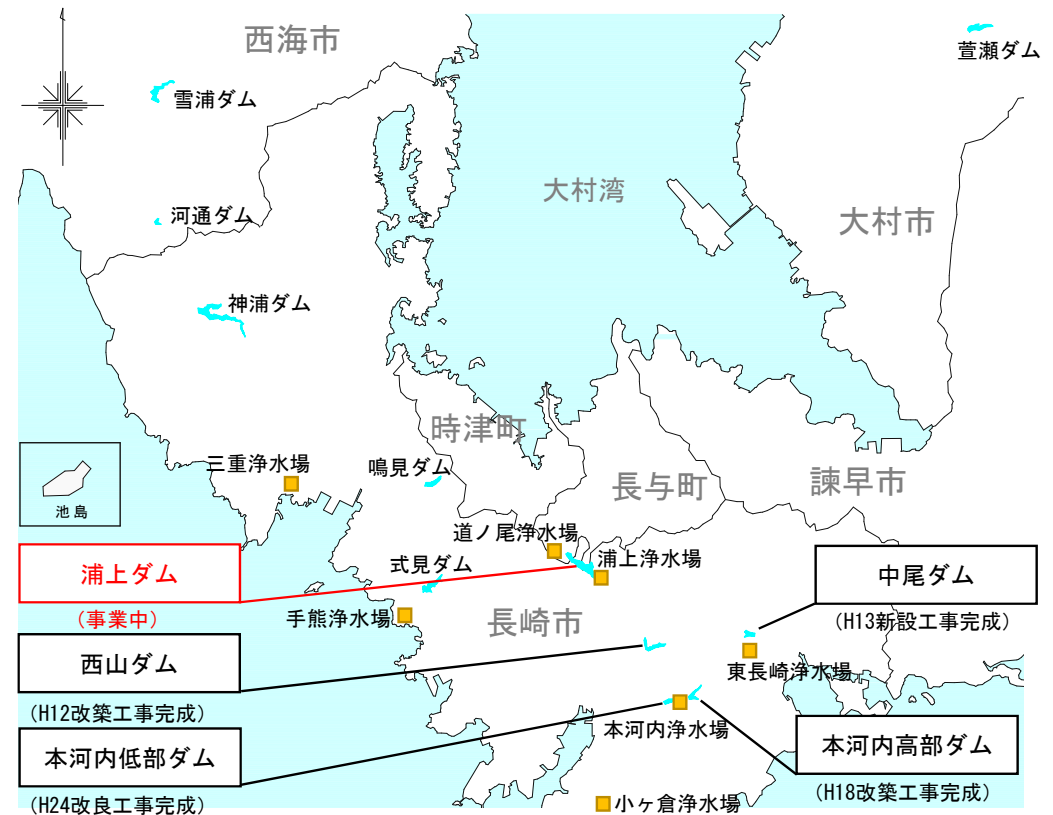 西海市
萱瀬ダム
雪浦ダム
大村湾
河通ダム
大村市
神浦ダム
時津町
三重浄水場
鳴見ダム
長与町
諫早市
池島
道ノ尾浄水場
浦上ダム
(事業中)
式見ダム
浦上浄水場
中尾ダム
(H13新設工事完成)
手熊浄水場
長崎市
西山ダム
(H12改築工事完成)
東長崎浄水場
本河内浄水場
本河内低部ダム
(H24改良工事完成)
本河内高部ダム
(H18改築工事完成)
小ヶ倉浄水場